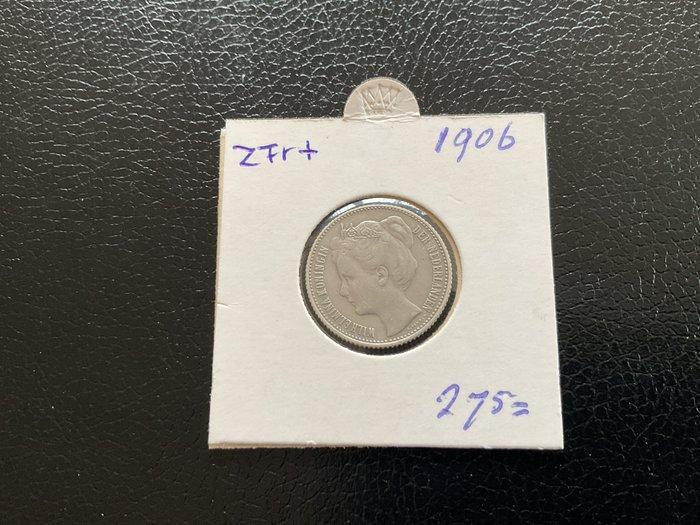 ZFr+
1906
WILHELMINA KONINGIN DER NEDERLANDEN
275=